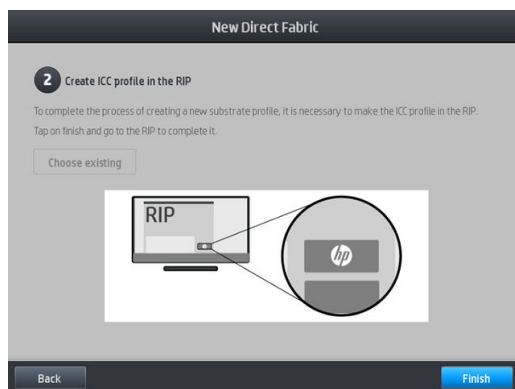 New Direct Fabric
2 Create ICC profile in the RIP
To complete the process of creating a new substrate profile, it is necessary to make the ICC profile in the RIP.
Tap on finish and go to the RIP to complete it.
Choose existing
RIP
hp
Back
Finish